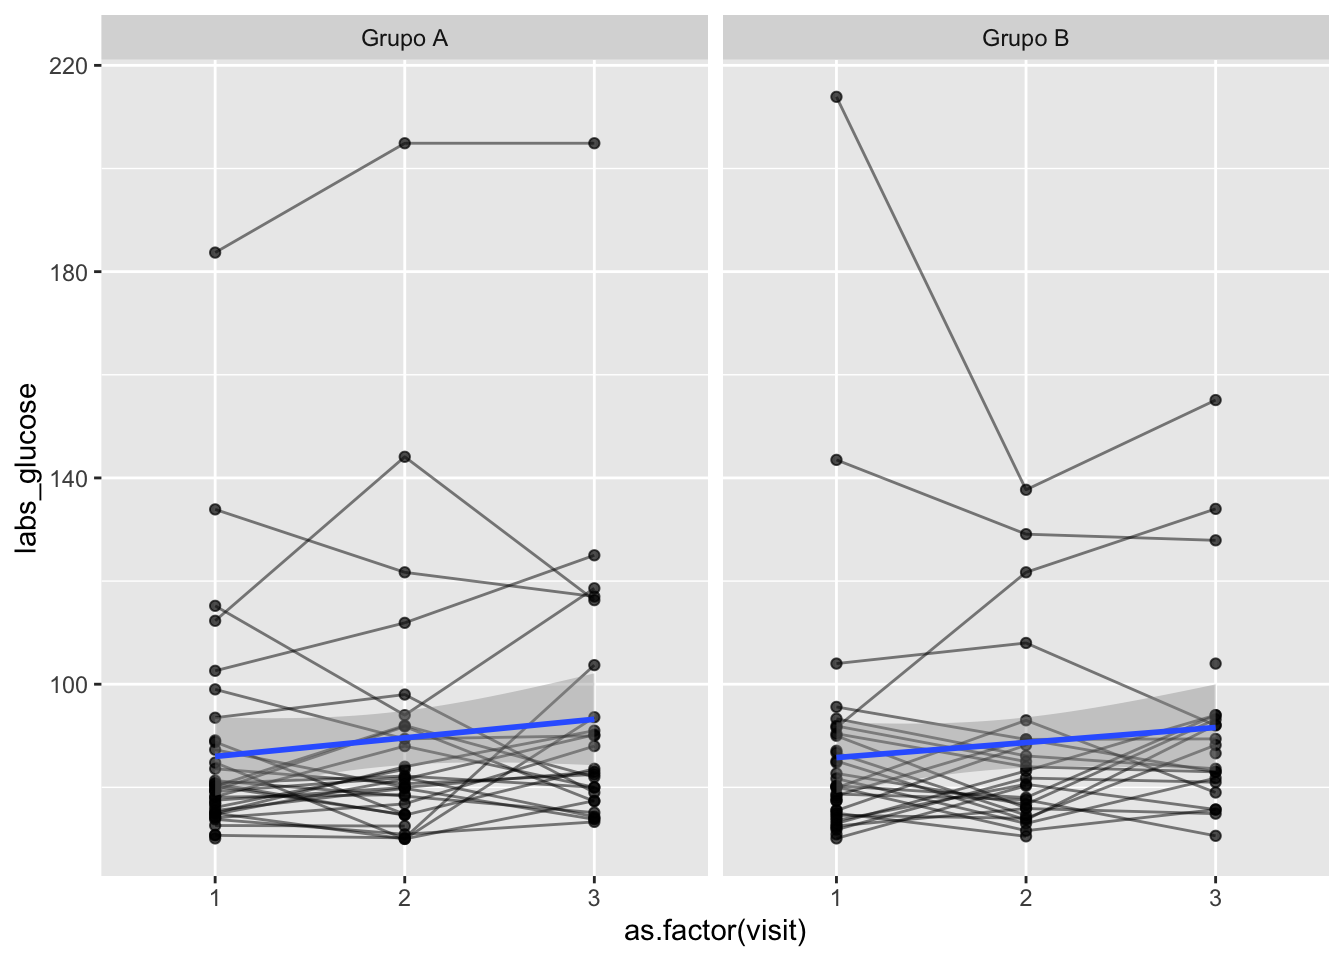 Grupo A
Grupo B
220
180
140
100
labs_glucose
1 2 3
1 2 3
as.factor(visit)